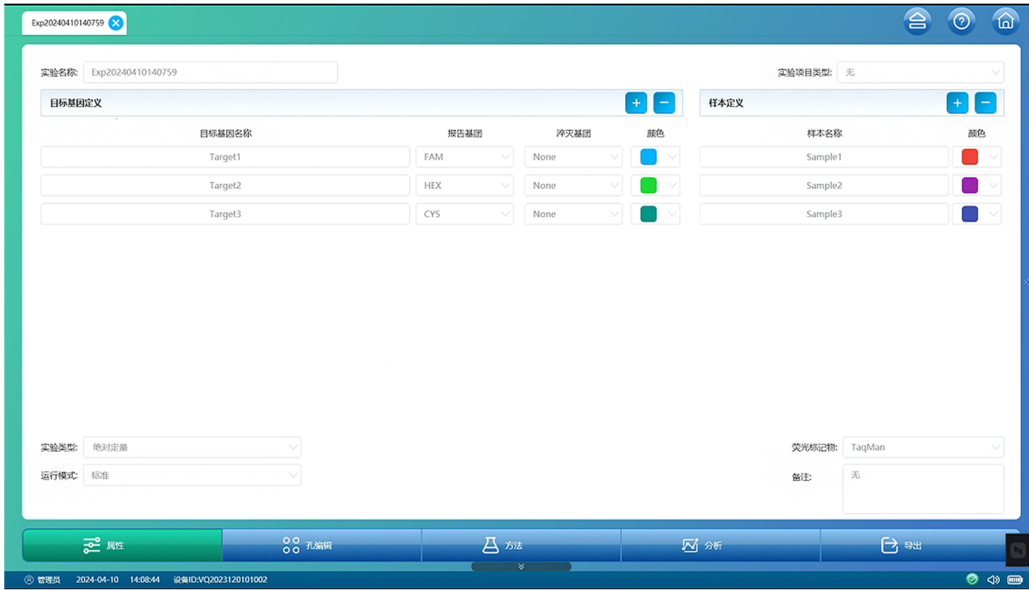 Exp20240410140759
实验名称: Exp20240410140759 实验项目类型: 无
目标基因定义 样本定义
目标基因名称 报告基团 淬灭基团 颜色 样本名称 颜色
Target1 FAM None Sample1
Target2 HEX None Sample2
Target3 CY5 None Sample3
实验类型: 绝对定量 荧光标记物: TaqMan
运行模式: 标准 备注: 无
属性 孔编辑 方法 分析 导出
管理员 2024-04-10 14:08:44 设备ID:VQ2023120101002